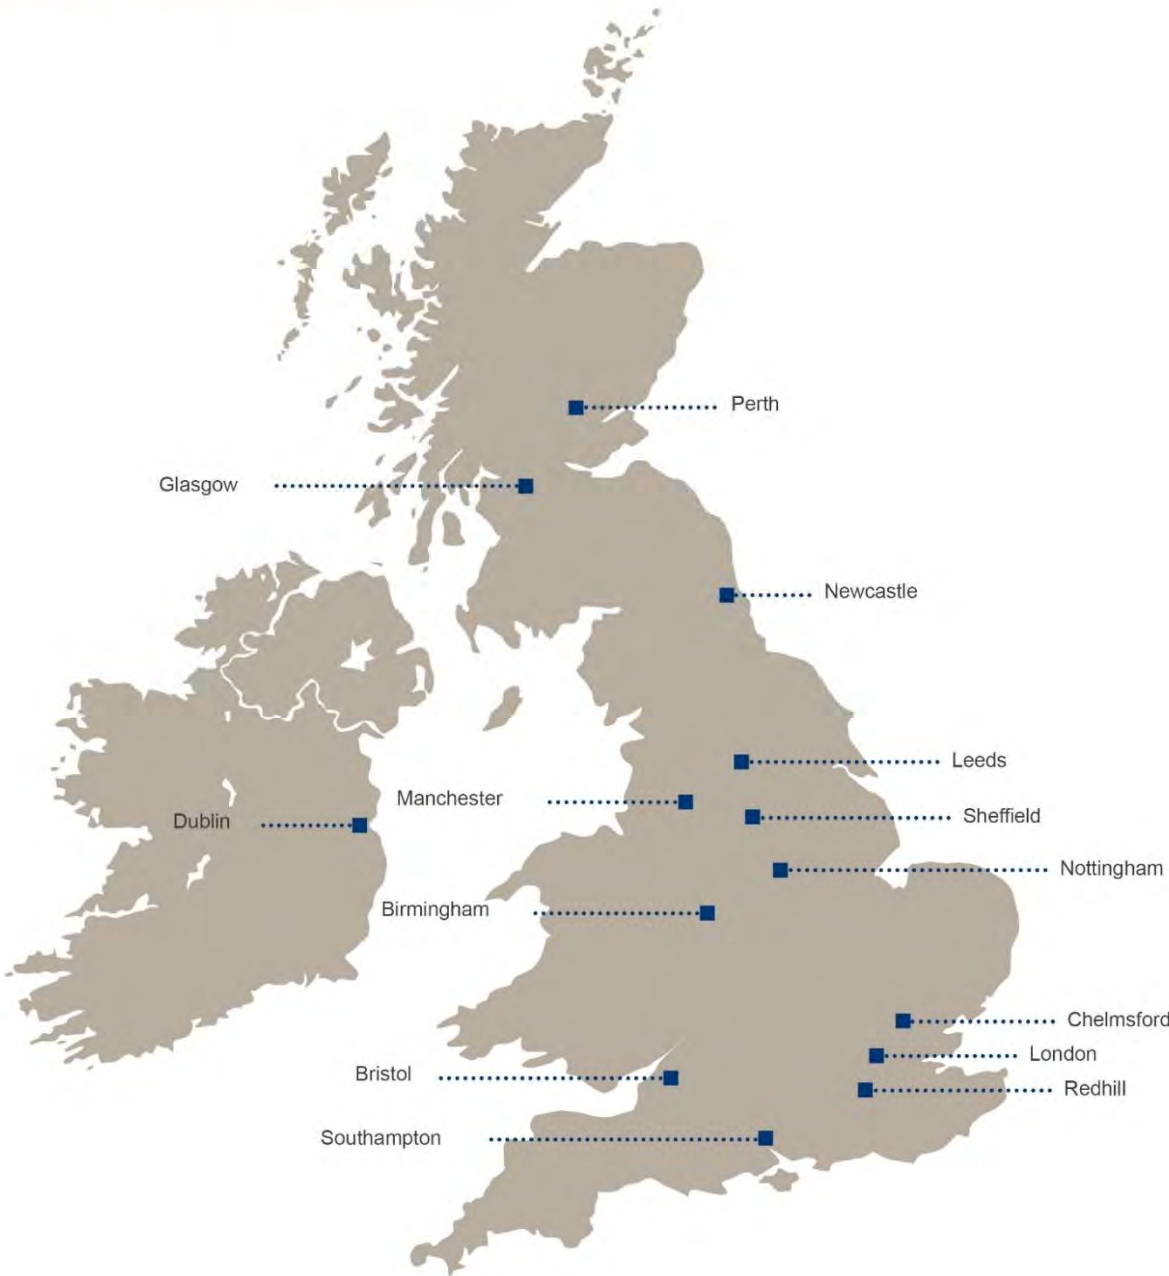 Perth
Glasgow
Newcastle
Leeds
Manchester
Sheffield
Dublin
Nottingham
Birmingham
Chelmsford
London
Bristol
Redhill
Southampton